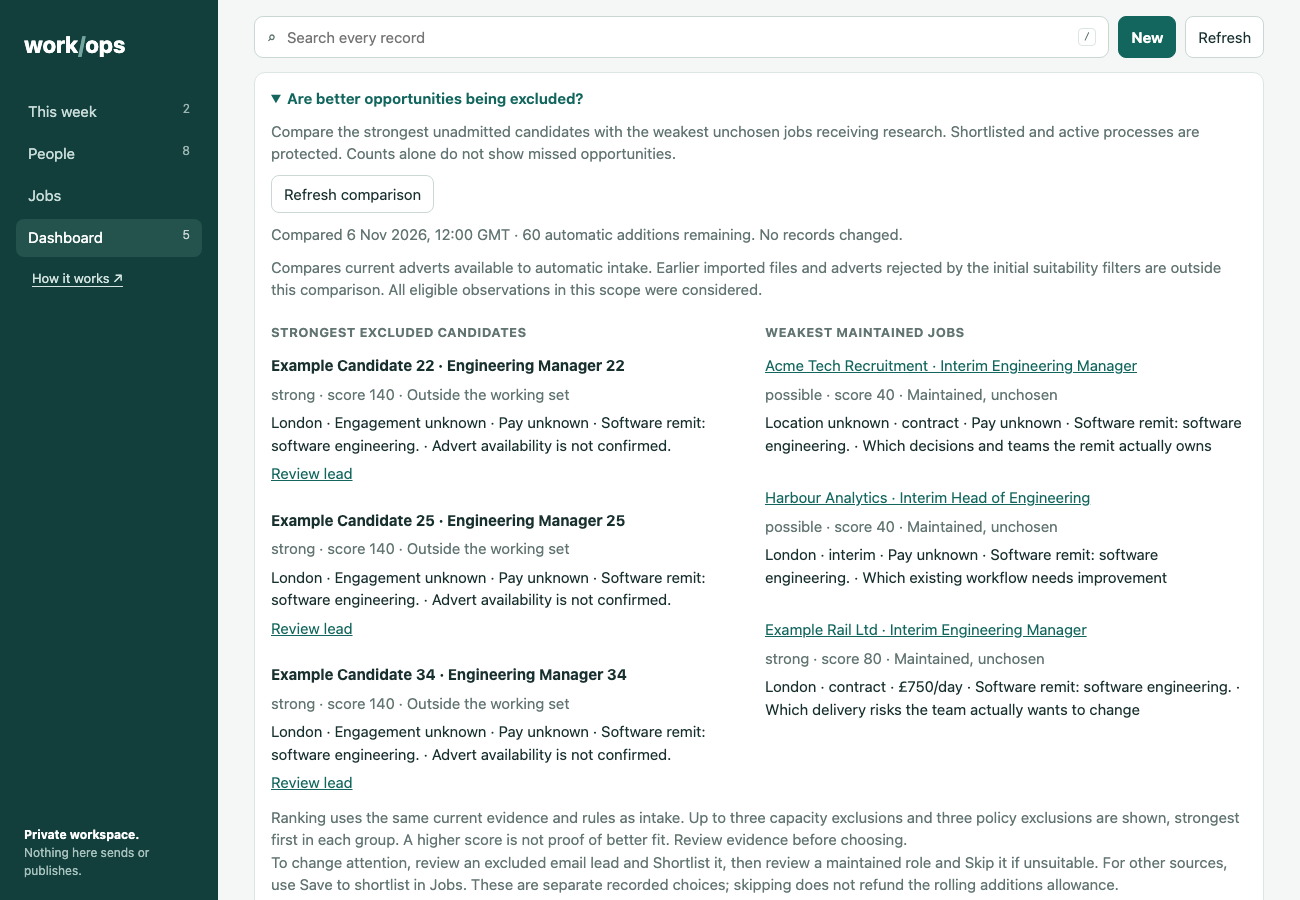 work/ops
This week 2
People 8
Jobs
Dashboard 5
How it works ↗
Private workspace.
Nothing here sends or
publishes.
Search every record /
New
Refresh
▼ Are better opportunities being excluded?
Compare the strongest unadmitted candidates with the weakest unchosen jobs receiving research. Shortlisted and active processes are
protected. Counts alone do not show missed opportunities.
Refresh comparison
Compared 6 Nov 2026, 12:00 GMT · 60 automatic additions remaining. No records changed.
Compares current adverts available to automatic intake. Earlier imported files and adverts rejected by the initial suitability filters are outside
this comparison. All eligible observations in this scope were considered.
STRONGEST EXCLUDED CANDIDATES
Example Candidate 22 · Engineering Manager 22
strong · score 140 · Outside the working set
London · Engagement unknown · Pay unknown · Software remit:
software engineering. · Advert availability is not confirmed.
Review lead
Example Candidate 25 · Engineering Manager 25
strong · score 140 · Outside the working set
London · Engagement unknown · Pay unknown · Software remit:
software engineering. · Advert availability is not confirmed.
Review lead
Example Candidate 34 · Engineering Manager 34
strong · score 140 · Outside the working set
London · Engagement unknown · Pay unknown · Software remit:
software engineering. · Advert availability is not confirmed.
Review lead
WEAKEST MAINTAINED JOBS
Acme Tech Recruitment · Interim Engineering Manager
possible · score 40 · Maintained, unchosen
Location unknown · contract · Pay unknown · Software remit: software
engineering. · Which decisions and teams the remit actually owns
Harbour Analytics · Interim Head of Engineering
possible · score 40 · Maintained, unchosen
London · interim · Pay unknown · Software remit: software
engineering. · Which existing workflow needs improvement
Example Rail Ltd · Interim Engineering Manager
strong · score 80 · Maintained, unchosen
London · contract · £750/day · Software remit: software engineering. ·
Which delivery risks the team actually wants to change
Ranking uses the same current evidence and rules as intake. Up to three capacity exclusions and three policy exclusions are shown, strongest
first in each group. A higher score is not proof of better fit. Review evidence before choosing.
To change attention, review an excluded email lead and Shortlist it, then review a maintained role and Skip it if unsuitable. For other sources,
use Save to shortlist in Jobs. These are separate recorded choices; skipping does not refund the rolling additions allowance.